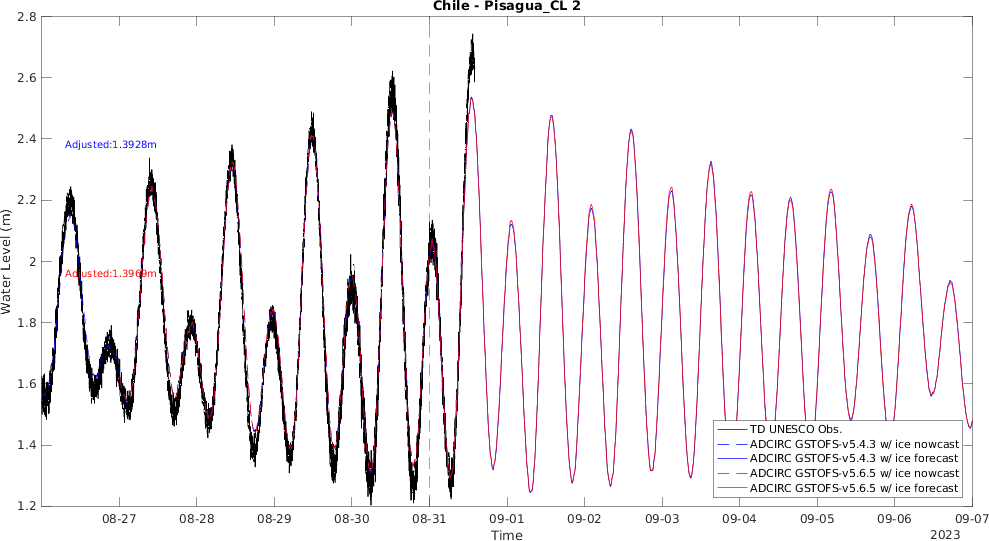 Chile - Pisagua_CL 2
2.8
2.6
2.4
2.2
2
1.8
1.6
1.4
1.2
Water Level (m)
Adjusted:1.3928m
Adjusted:1.3969m
TD UNESCO Obs.
ADCIRC GSTOFS-v5.4.3 w/ ice nowcast
ADCIRC GSTOFS-v5.4.3 w/ ice forecast
ADCIRC GSTOFS-v5.6.5 w/ ice nowcast
ADCIRC GSTOFS-v5.6.5 w/ ice forecast
08-27 08-28 08-29 08-30 08-31 09-01 09-02 09-03 09-04 09-05 09-06 09-07
Time
2023